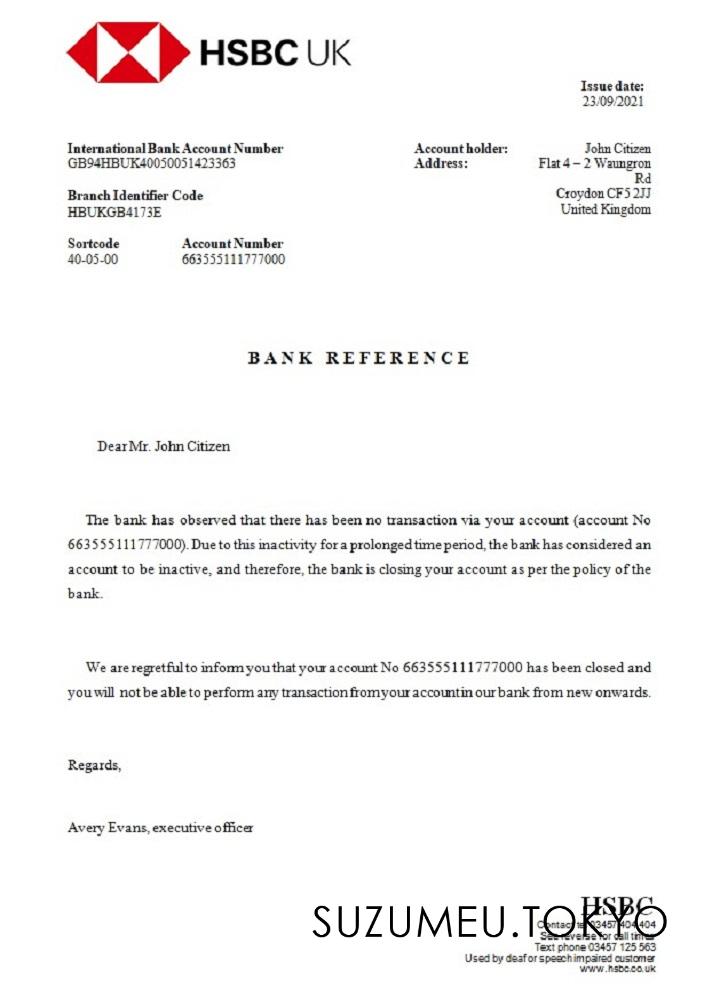 HSBC UK
Issue date:
23/09/2021
International Bank Account Number
GB94HBUK40050051423363
Account holder: John Citizen
Address: Flat 4 – 2 Waungron
Rd
Croydon CF5 2JJ
United Kingdom
Branch Identifier Code
HBUKGB4173E
Sortcode Account Number
40-05-00 663555111777000
BANK REFERENCE
Dear Mr. John Citizen
The bank has observed that there has been no transaction via your account (account No
663555111777000). Due to this inactivity for a prolonged time period, the bank has considered an
account to be inactive, and therefore, the bank is closing your account as per the policy of the
bank.
We are regretful to inform you that your account No 663555111777000 has been closed and
you will not be able to perform any transaction from your account in our bank from new onwards.
Regards,
Avery Evans, executive officer
HSBC
SUZUMEU.TOKYO
Contact tel 03457 404 404
See reverse for call times
Text phone 03457 125 563
Used by deaf or speech impaired customer
www.hsbc.co.uk